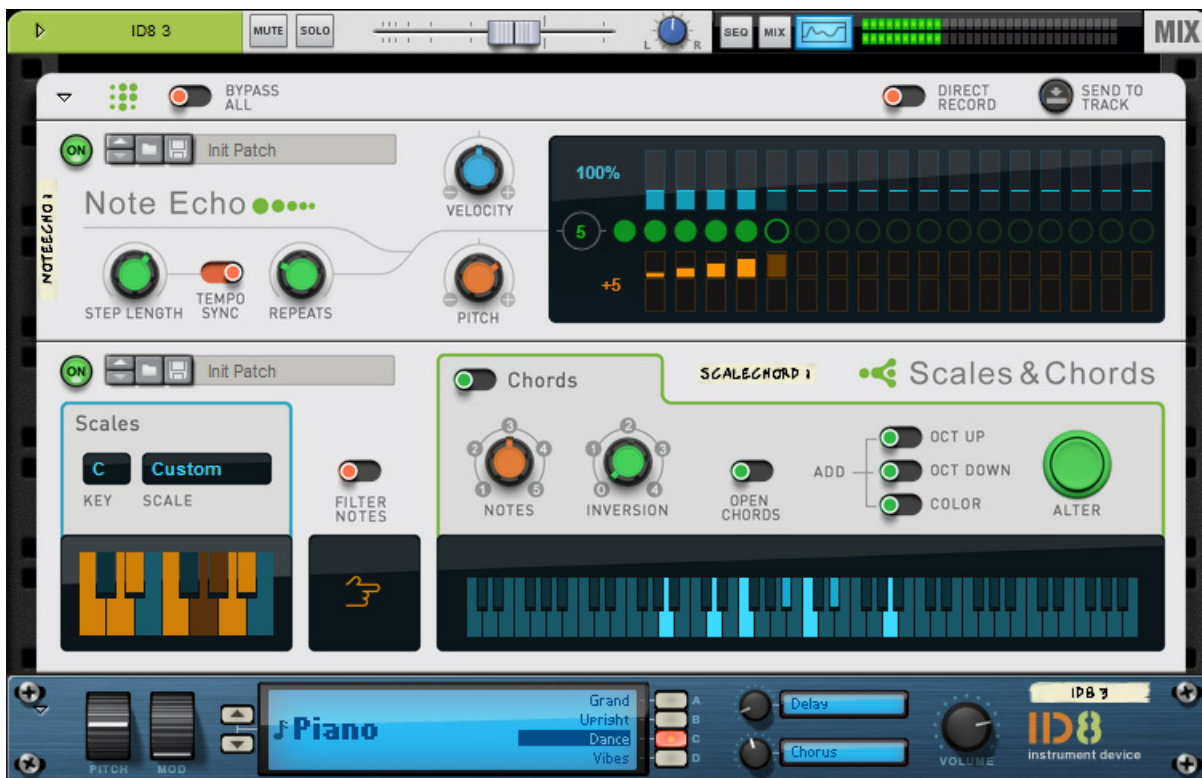 ID8 3
MUTE
SOLO
L
R
SEQ
MIX
MIX
BYPASS
ALL
DIRECT
RECORD
SEND TO
TRACK
ON
Init Patch
100%
VELOCITY
NOTEECHO 1
Note Echo
5
STEP LENGTH
TEMPO
SYNC
REPEATS
PITCH
+5
ON
Init Patch
Chords
SCALECHORD 1
Scales & Chords
Scales
C
Custom
KEY
SCALE
FILTER
NOTES
1
2
3
4
5
NOTES
0
1
2
3
4
INVERSION
OPEN
CHORDS
ADD
OCT UP
OCT DOWN
COLOR
ALTER
PITCH
MOD
Piano
Grand
Upright
Dance
Vibes
A
B
C
D
Delay
Chorus
VOLUME
ID8 3
ID8
instrument device